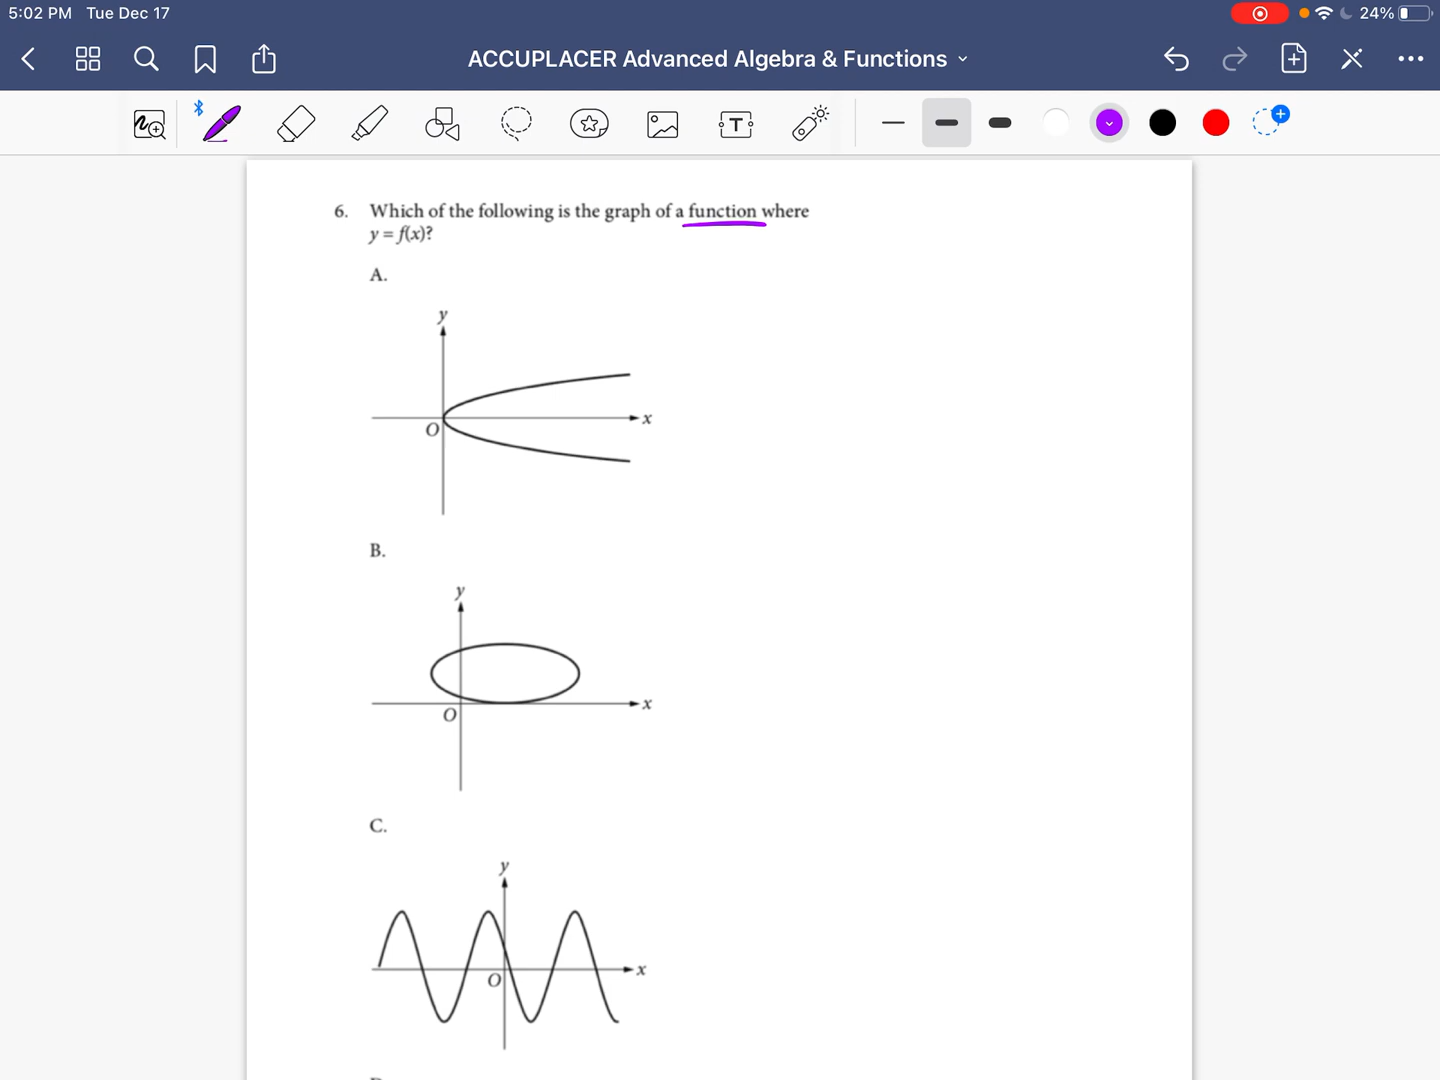 5:02 PM Tue Dec 17 24%
ACCUPLACER Advanced Algebra & Functions
T
6. Which of the following is the graph of a function where
y = f(x)?
A.
y
x
O
B.
y
x
O
C.
y
x
O